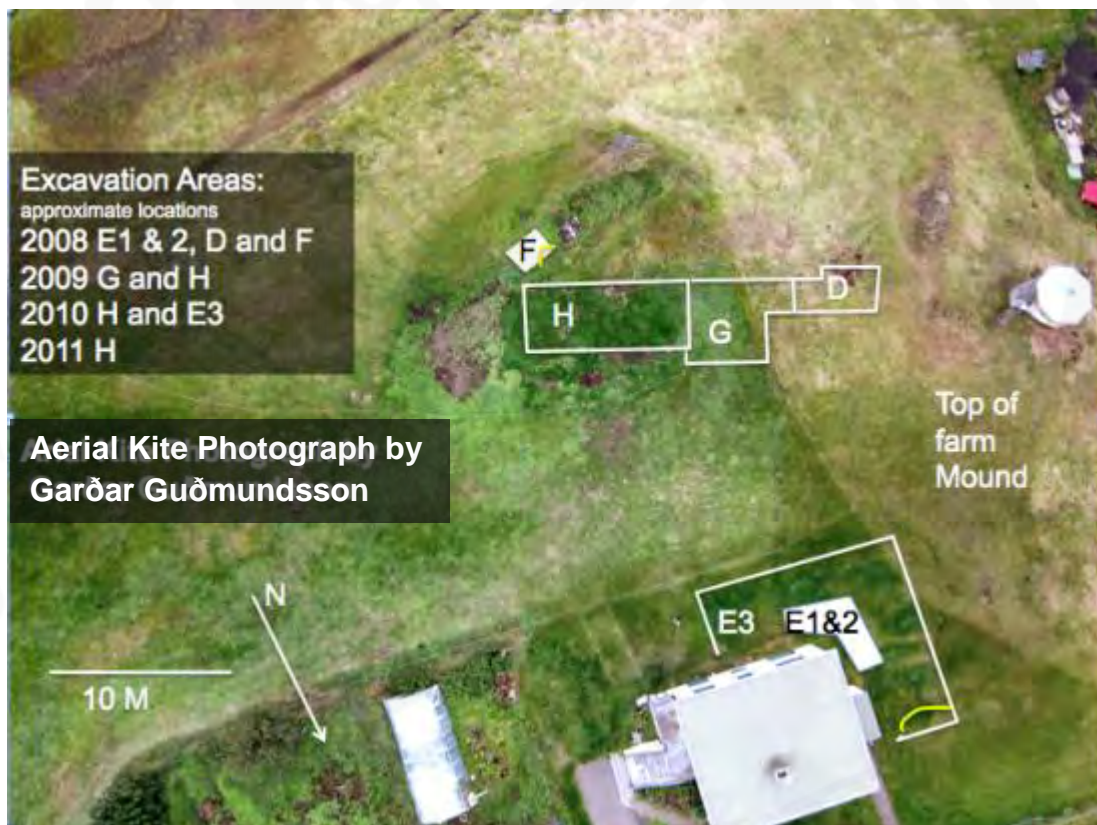 Excavation Areas:
approximate locations
2008 E1 & 2, D and F
2009 G and H
2010 H and E3
2011 H
F
H
G
D
Aerial Kite Photograph by
Garðar Guðmundsson
Top of
farm
Mound
N
10 M
E3
E1&2